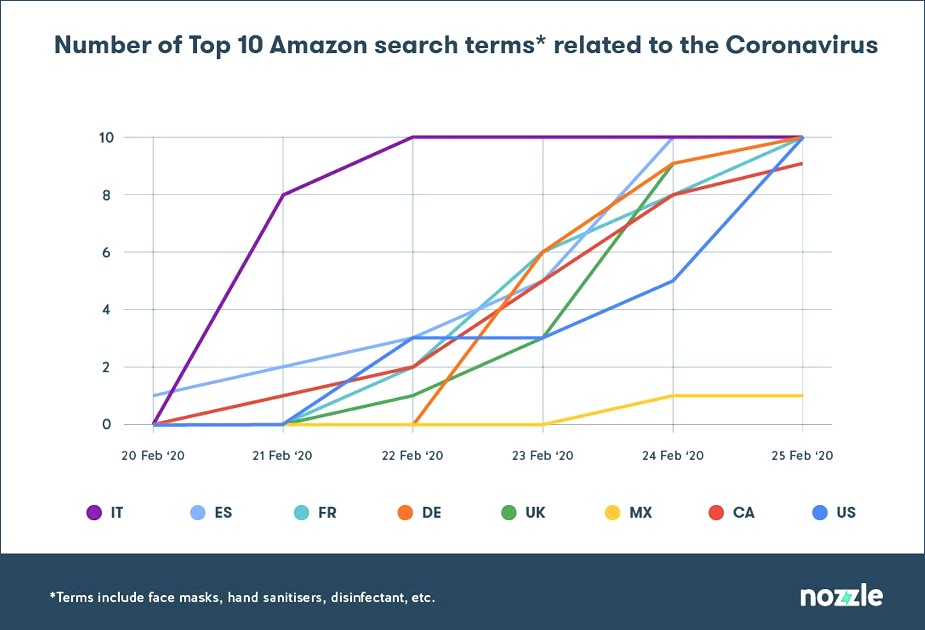 Number of Top 10 Amazon search terms* related to the Coronavirus
10
8
6
4
2
0
20 Feb ‘20 21 Feb ‘20 22 Feb ‘20 23 Feb ‘20 24 Feb ‘20 25 Feb ‘20
IT ES FR DE UK MX CA US
*Terms include face masks, hand sanitisers, disinfectant, etc.
nozzle